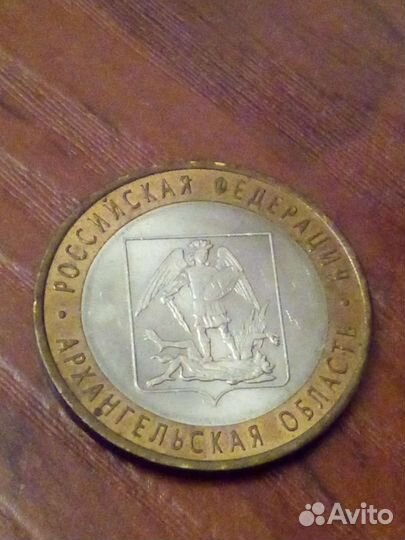 • РОССИЙСКАЯ ФЕДЕРАЦИЯ •
АРХАНГЕЛЬСКАЯ ОБЛАСТЬ
Avito